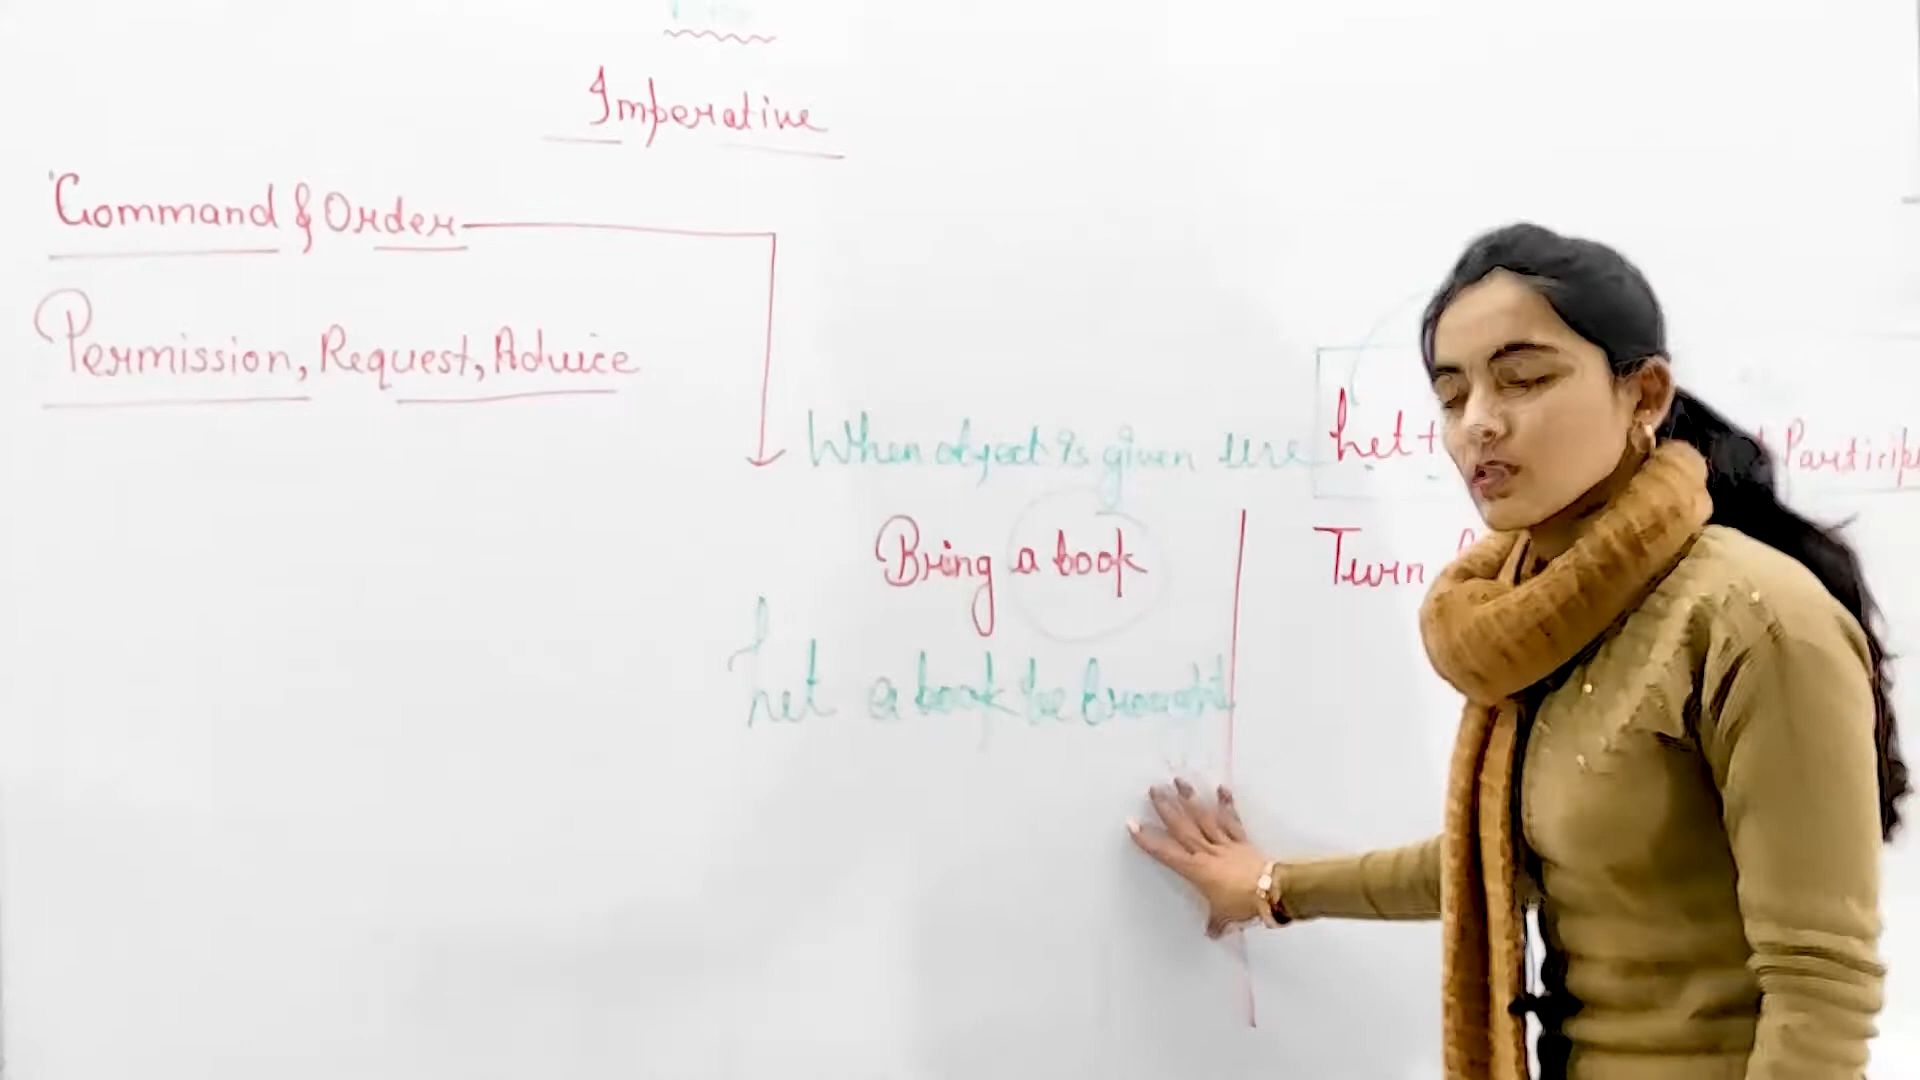 Imperative
Command & Order
Permission, Request, Advice
When object is given use Let + Particip
Bring a book
Turn
Let a book be brought